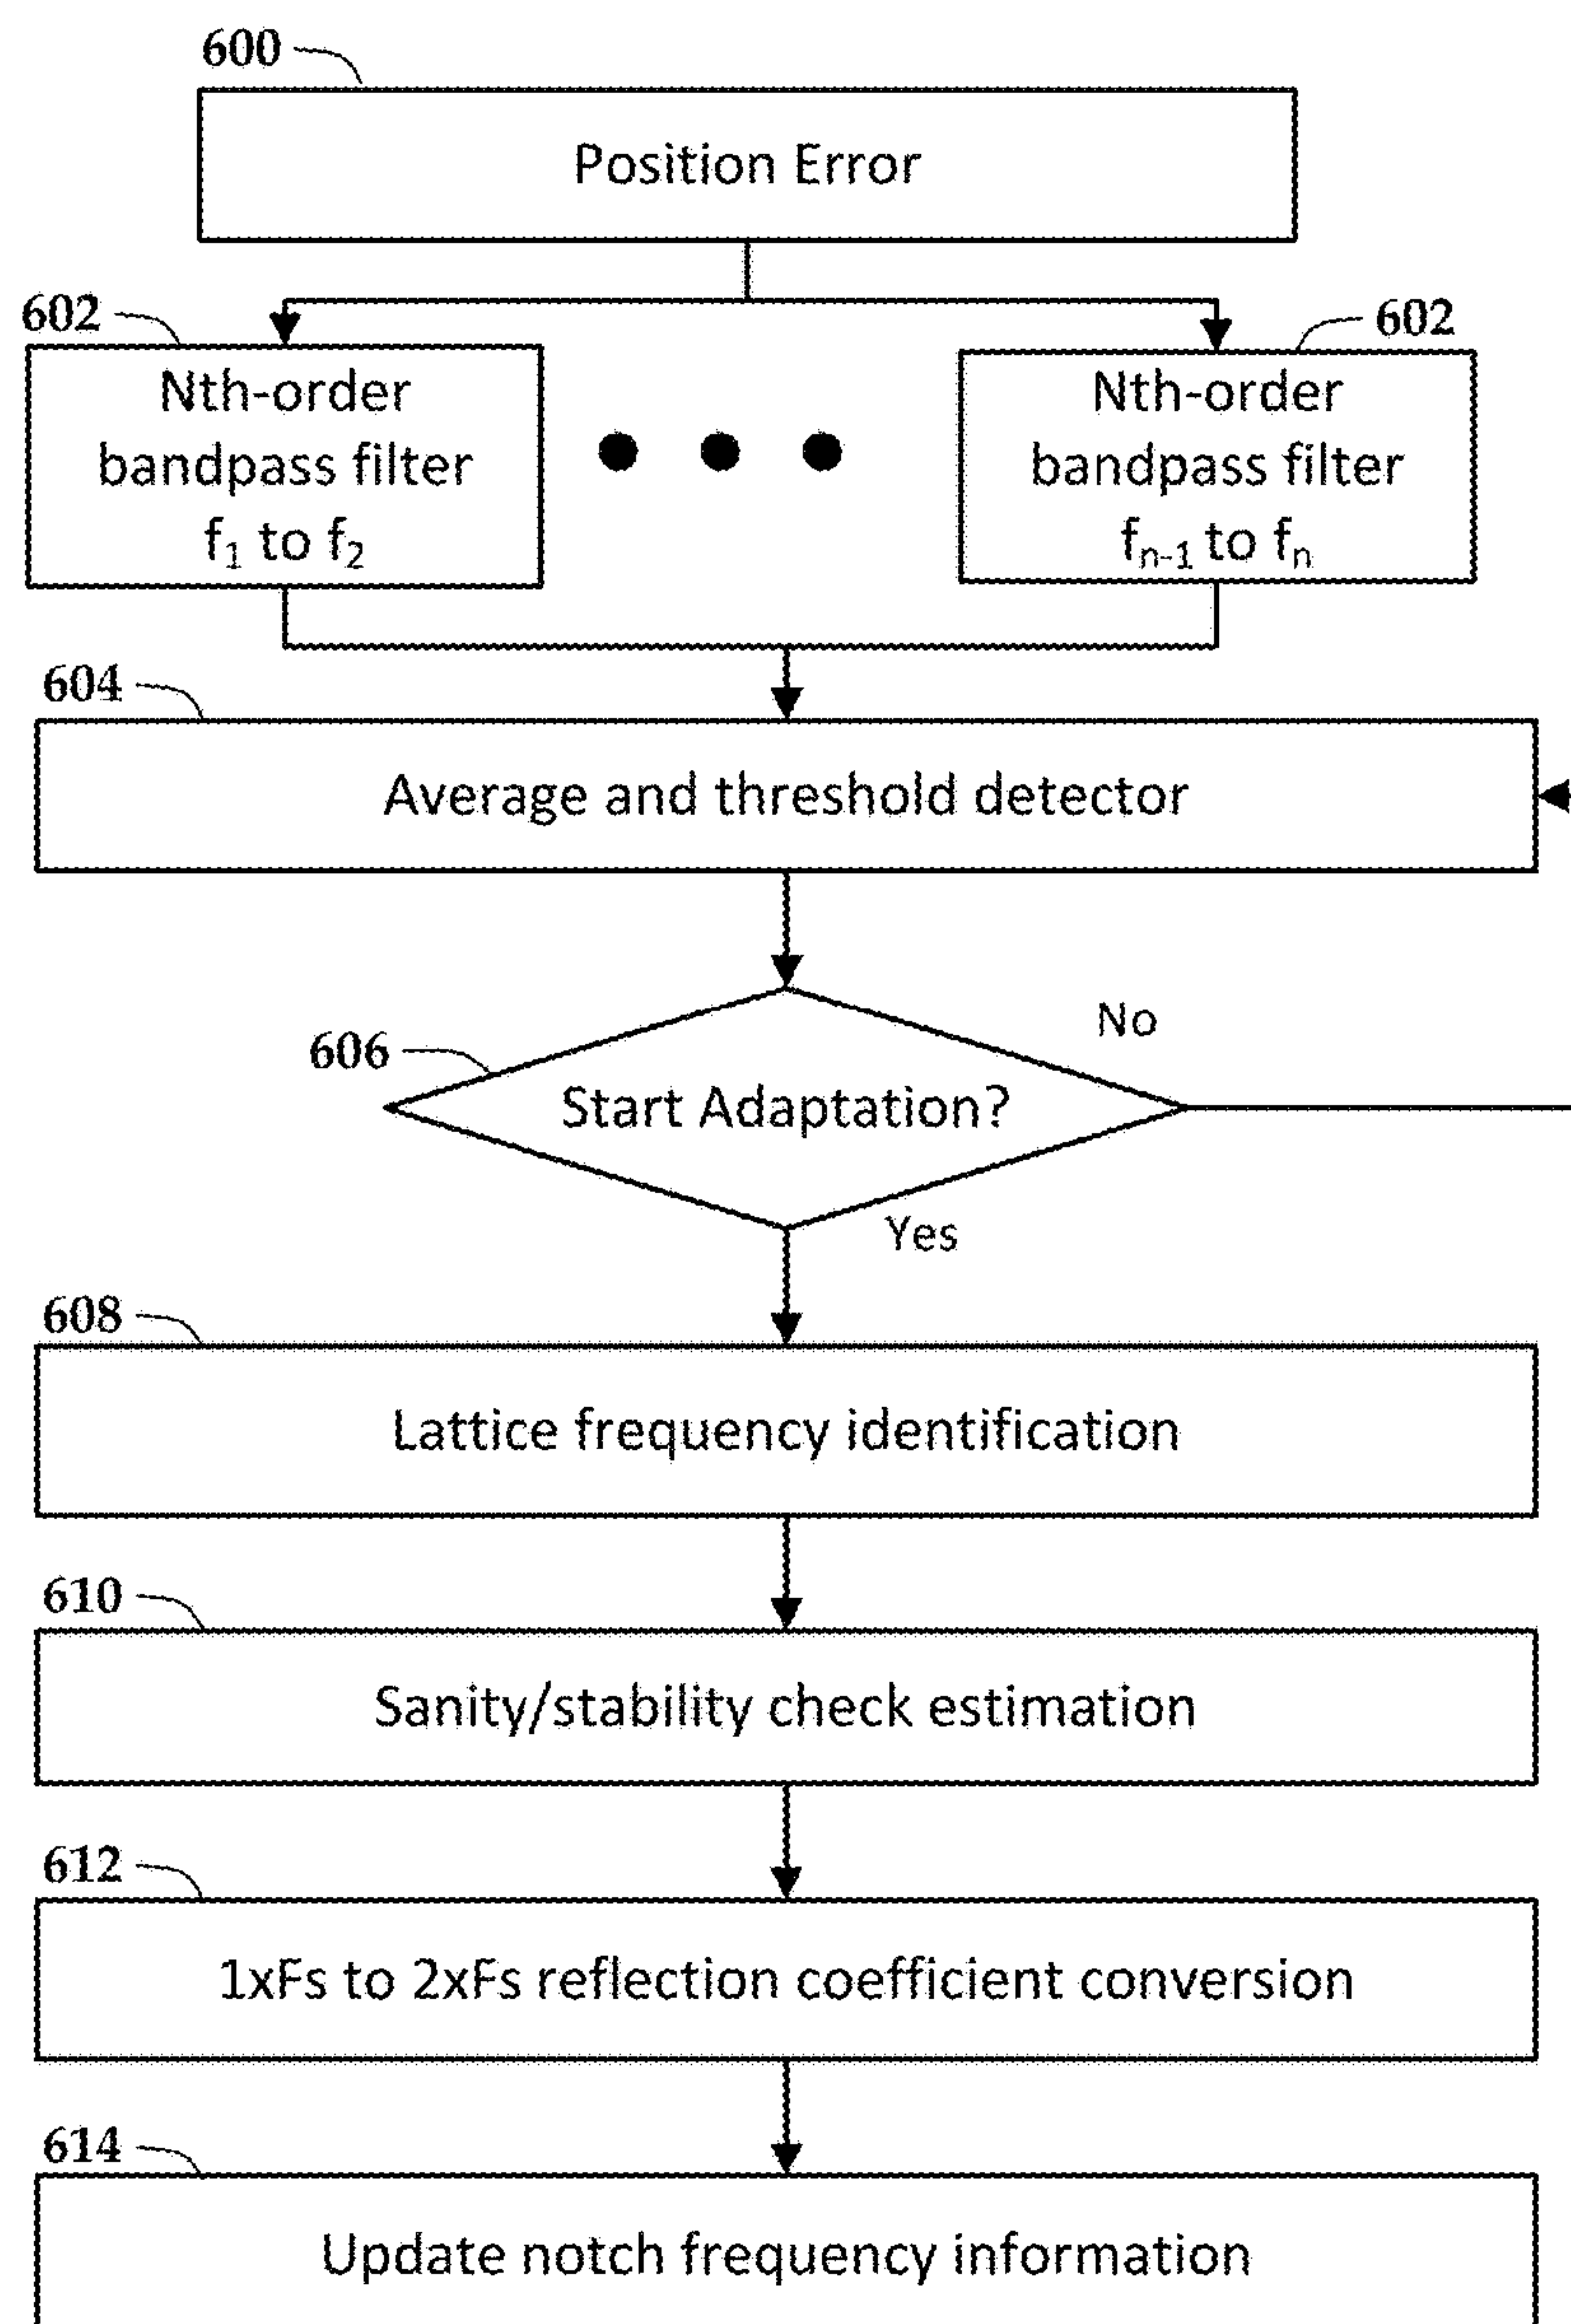 600
Position Error
602
602
Nth-order
bandpass filter
f₁ to f₂
Nth-order
bandpass filter
fₙ₋₁ to fₙ
604
Average and threshold detector
No
606
Start Adaptation?
Yes
608
Lattice frequency identification
610
Sanity/stability check estimation
612
1xFs to 2xFs reflection coefficient conversion
614
Update notch frequency information